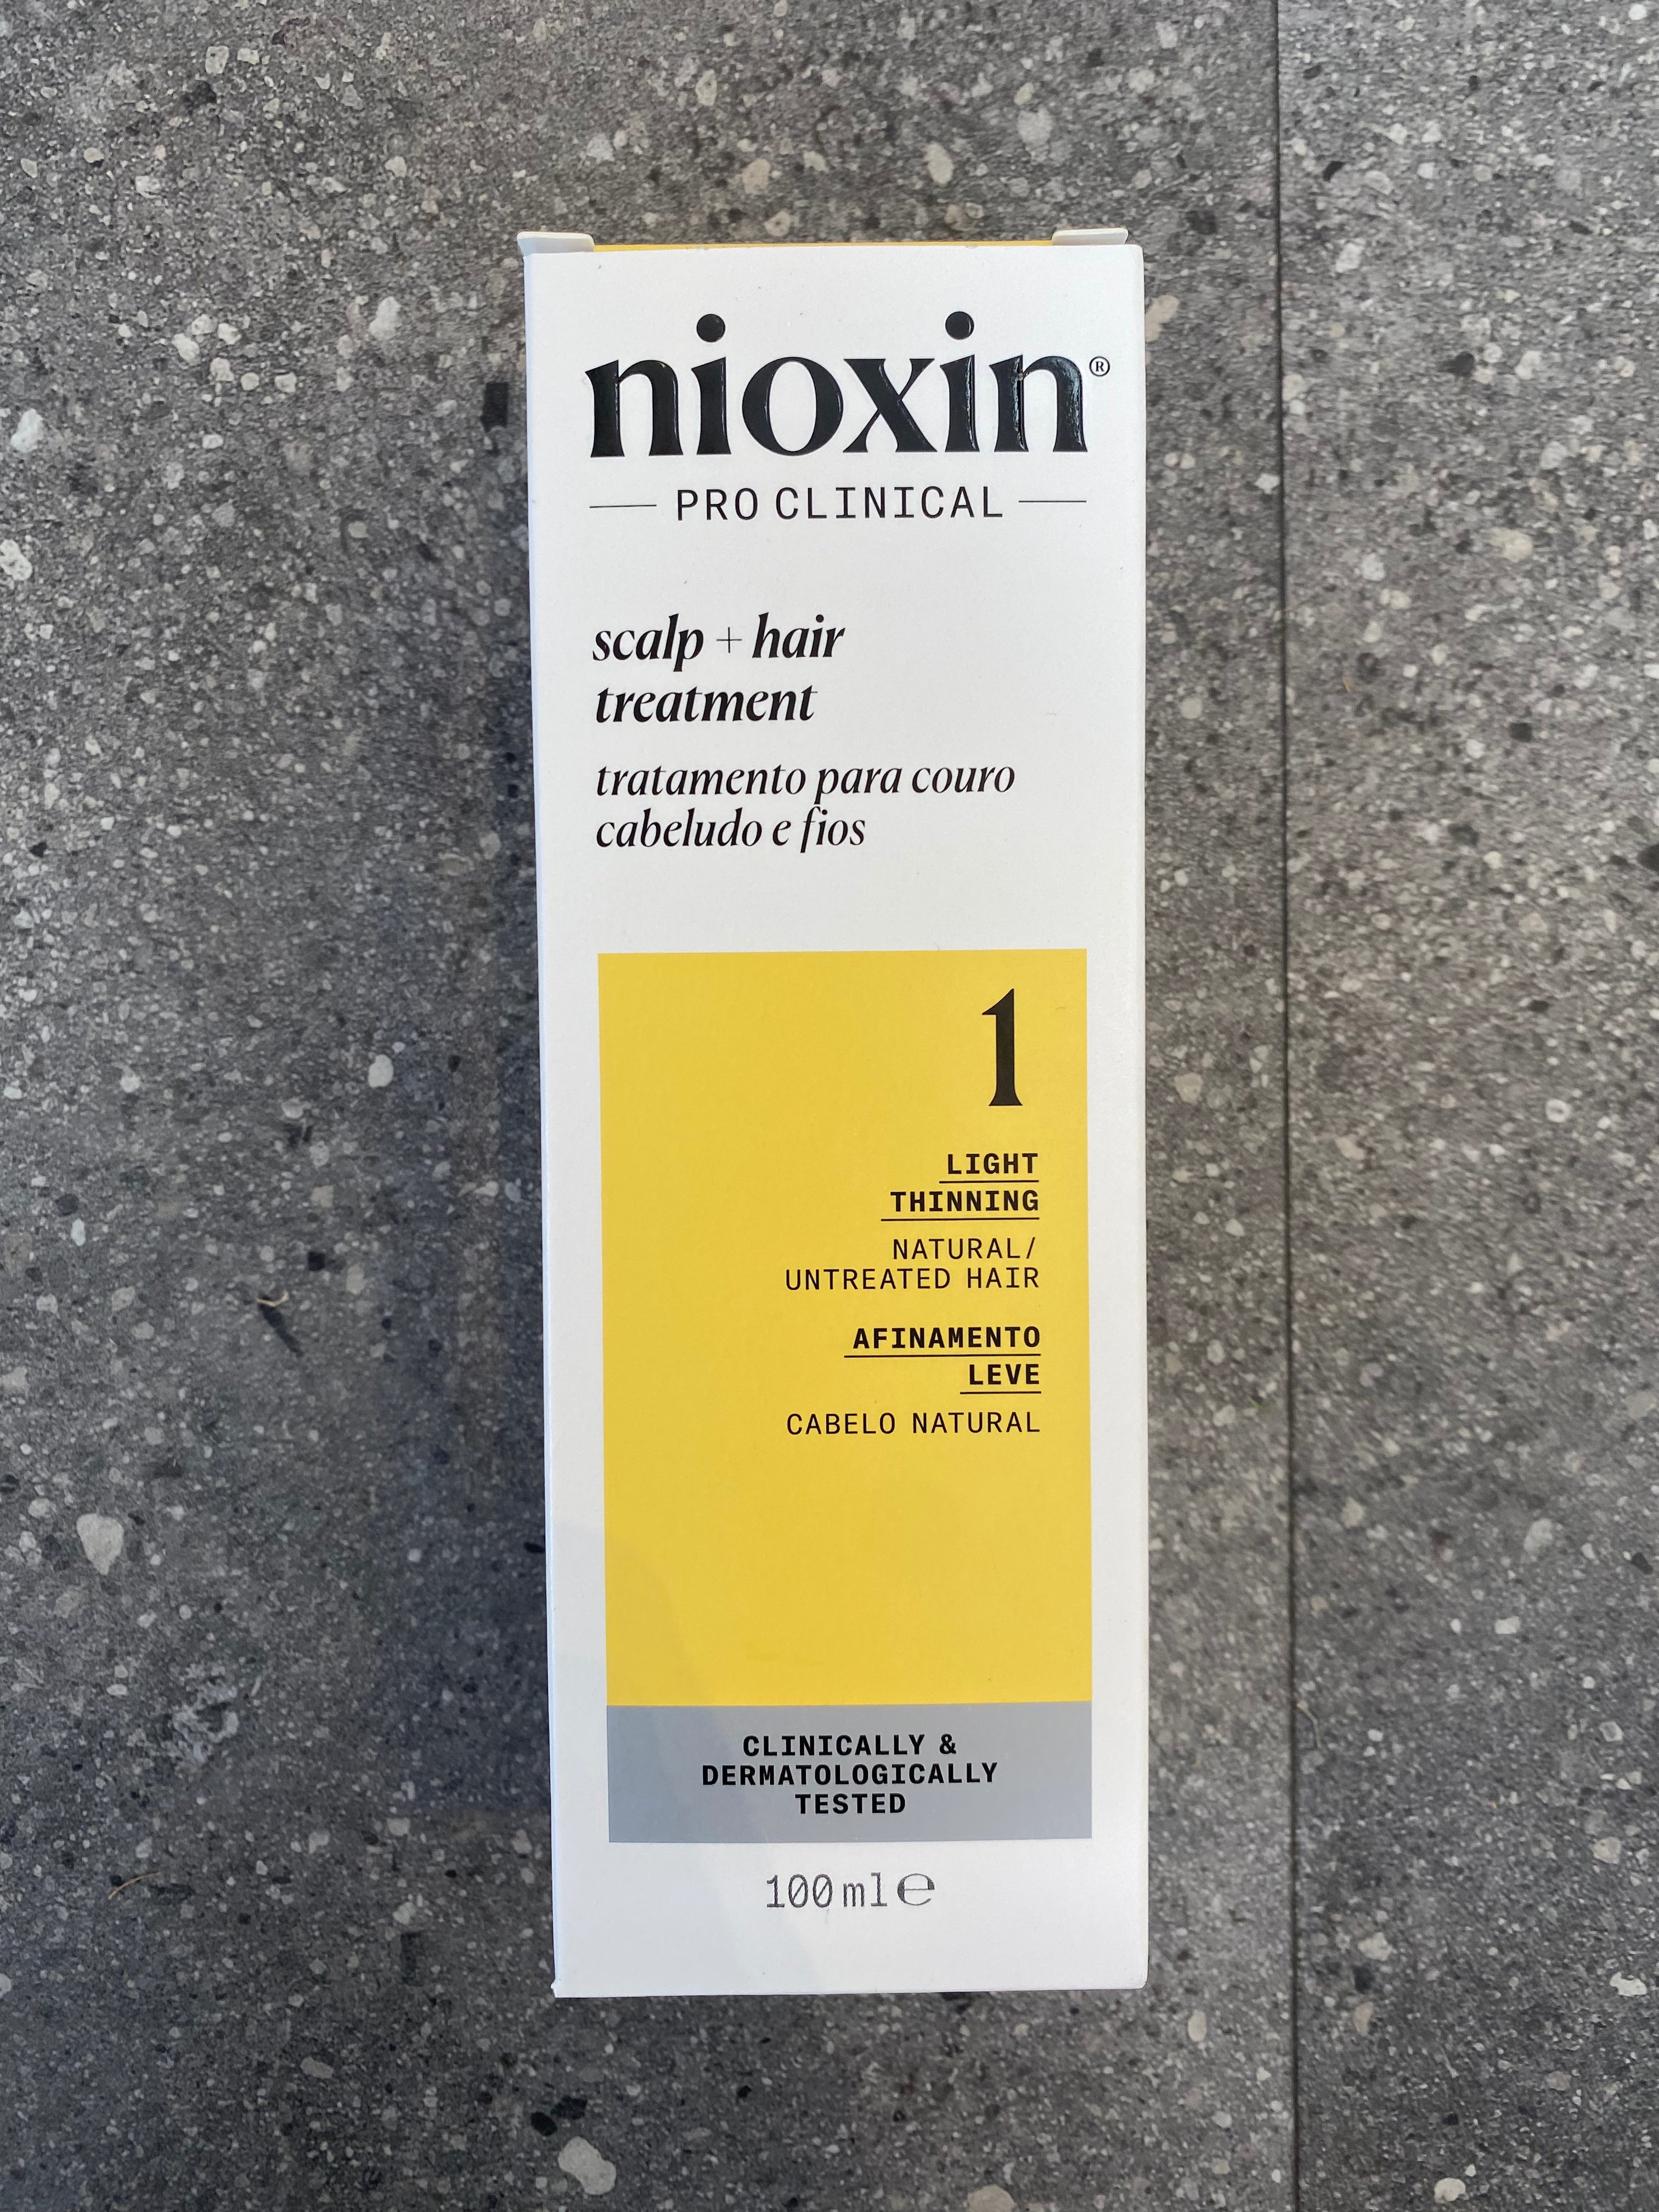 nioxin®
PRO CLINICAL
scalp + hair
treatment
tratamento para couro
cabeludo e fios
1
LIGHT
THINNING
NATURAL/
UNTREATED HAIR
AFINAMENTO
LEVE
CABELO NATURAL
CLINICALLY &
DERMATOLOGICALLY
TESTED
100 ml ℮